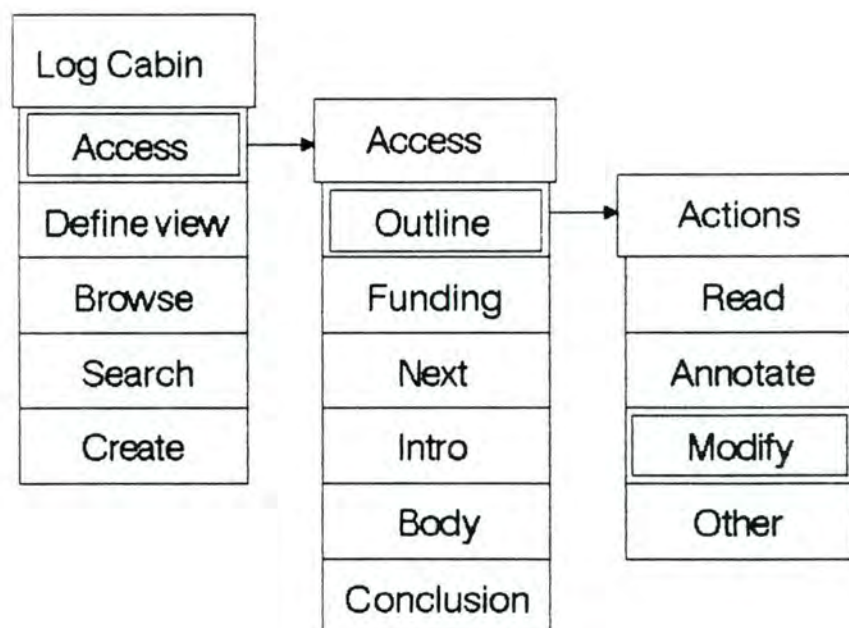 Log Cabin
Access
Define view
Browse
Search
Create
Access
Outline
Funding
Next
Intro
Body
Conclusion
Actions
Read
Annotate
Modify
Other